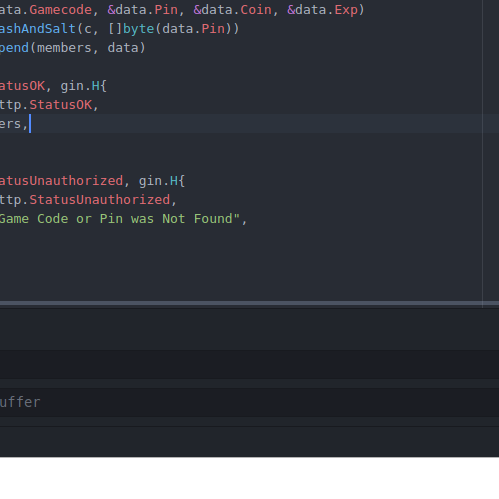 ata.Gamecode, &data.Pin, &data.Coin, &data.Exp)
ashAndSalt(c, []byte(data.Pin))
pend(members, data)
atusOK, gin.H{
ttp.StatusOK,
ers,
atusUnauthorized, gin.H{
ttp.StatusUnauthorized,
Game Code or Pin was Not Found",
uffer